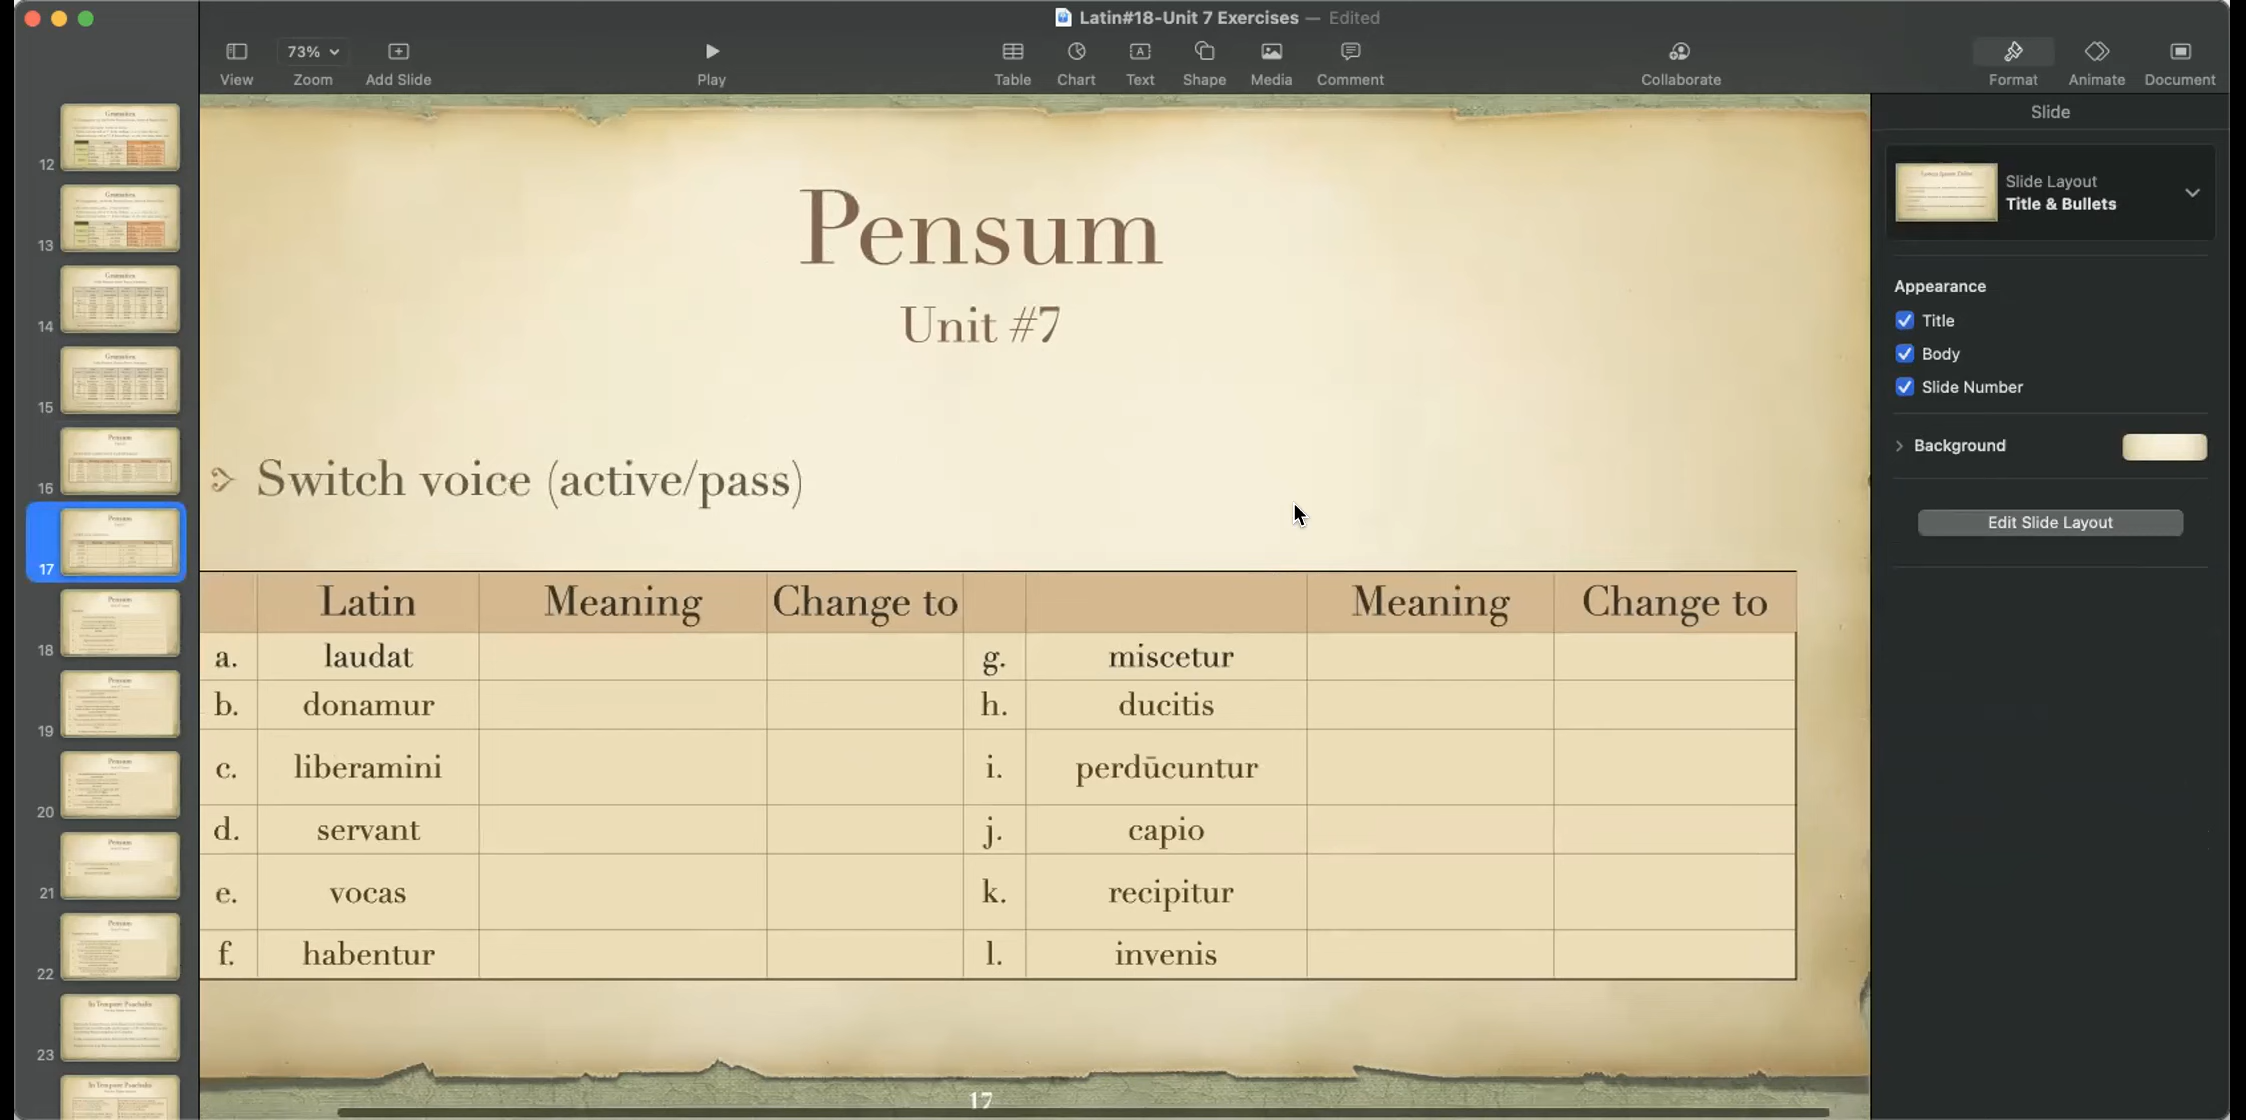 Latin#18-Unit 7 Exercises — Edited
73%
View
Zoom
Add Slide
Play
Table
Chart
Text
Shape
Media
Comment
Collaborate
Format
Animate
Document
12
13
14
15
16
17
18
19
20
21
22
23
Pensum
Unit #7
Switch voice (active/pass)
Latin Meaning Change to Meaning Change to
a. laudat g. miscetur
b. donamur h. ducitis
c. liberamini i. perdūcuntur
d. servant j. capio
e. vocas k. recipitur
f. habentur l. invenis
17
Slide
Slide Layout
Title & Bullets
Appearance
Title
Body
Slide Number
Background
Edit Slide Layout